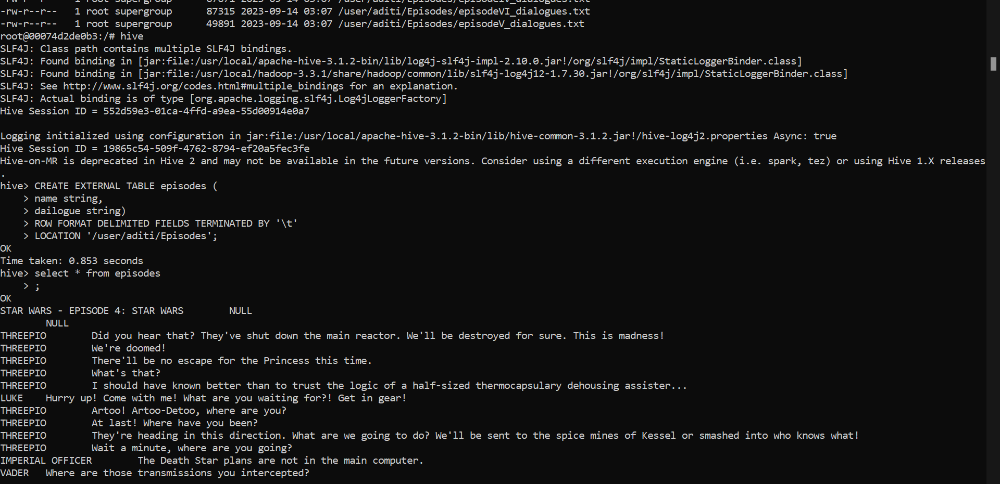 -rw-r--r--   1 root supergroup      67071 2023-09-14 03:07 /user/aditi/Episodes/episodeIV_dialogues.txt
-rw-r--r--   1 root supergroup      87315 2023-09-14 03:07 /user/aditi/Episodes/episodeVI_dialogues.txt
-rw-r--r--   1 root supergroup      49891 2023-09-14 03:07 /user/aditi/Episodes/episodeV_dialogues.txt
root@00074d2de0b3:/# hive
SLF4J: Class path contains multiple SLF4J bindings.
SLF4J: Found binding in [jar:file:/usr/local/apache-hive-3.1.2-bin/lib/log4j-slf4j-impl-2.10.0.jar!/org/slf4j/impl/StaticLoggerBinder.class]
SLF4J: Found binding in [jar:file:/usr/local/hadoop-3.3.1/share/hadoop/common/lib/slf4j-log4j12-1.7.30.jar!/org/slf4j/impl/StaticLoggerBinder.class]
SLF4J: See http://www.slf4j.org/codes.html#multiple_bindings for an explanation.
SLF4J: Actual binding is of type [org.apache.logging.slf4j.Log4jLoggerFactory]
Hive Session ID = 552d59e3-01ca-4ffd-a9ea-55d00914e0a7
Logging initialized using configuration in jar:file:/usr/local/apache-hive-3.1.2-bin/lib/hive-common-3.1.2.jar!/hive-log4j2.properties Async: true
Hive Session ID = 19865c54-509f-4762-8794-ef20a5fec3fe
Hive-on-MR is deprecated in Hive 2 and may not be available in the future versions. Consider using a different execution engine (i.e. spark, tez) or using Hive 1.X releases
.
hive> CREATE EXTERNAL TABLE episodes (
    > name string,
    > dailogue string)
    > ROW FORMAT DELIMITED FIELDS TERMINATED BY '\t'
    > LOCATION '/user/aditi/Episodes';
OK
Time taken: 0.853 seconds
hive> select * from episodes
    > ;
OK
STAR WARS - EPISODE 4: STAR WARS        NULL
        NULL
THREEPIO        Did you hear that? They've shut down the main reactor. We'll be destroyed for sure. This is madness!
THREEPIO        We're doomed!
THREEPIO        There'll be no escape for the Princess this time.
THREEPIO        What's that?
THREEPIO        I should have known better than to trust the logic of a half-sized thermocapsulary dehousing assister...
LUKE    Hurry up! Come with me! What are you waiting for?! Get in gear!
THREEPIO        Artoo! Artoo-Detoo, where are you?
THREEPIO        At last! Where have you been?
THREEPIO        They're heading in this direction. What are we going to do? We'll be sent to the spice mines of Kessel or smashed into who knows what!
THREEPIO        Wait a minute, where are you going?
IMPERIAL OFFICER        The Death Star plans are not in the main computer.
VADER   Where are those transmissions you intercepted?